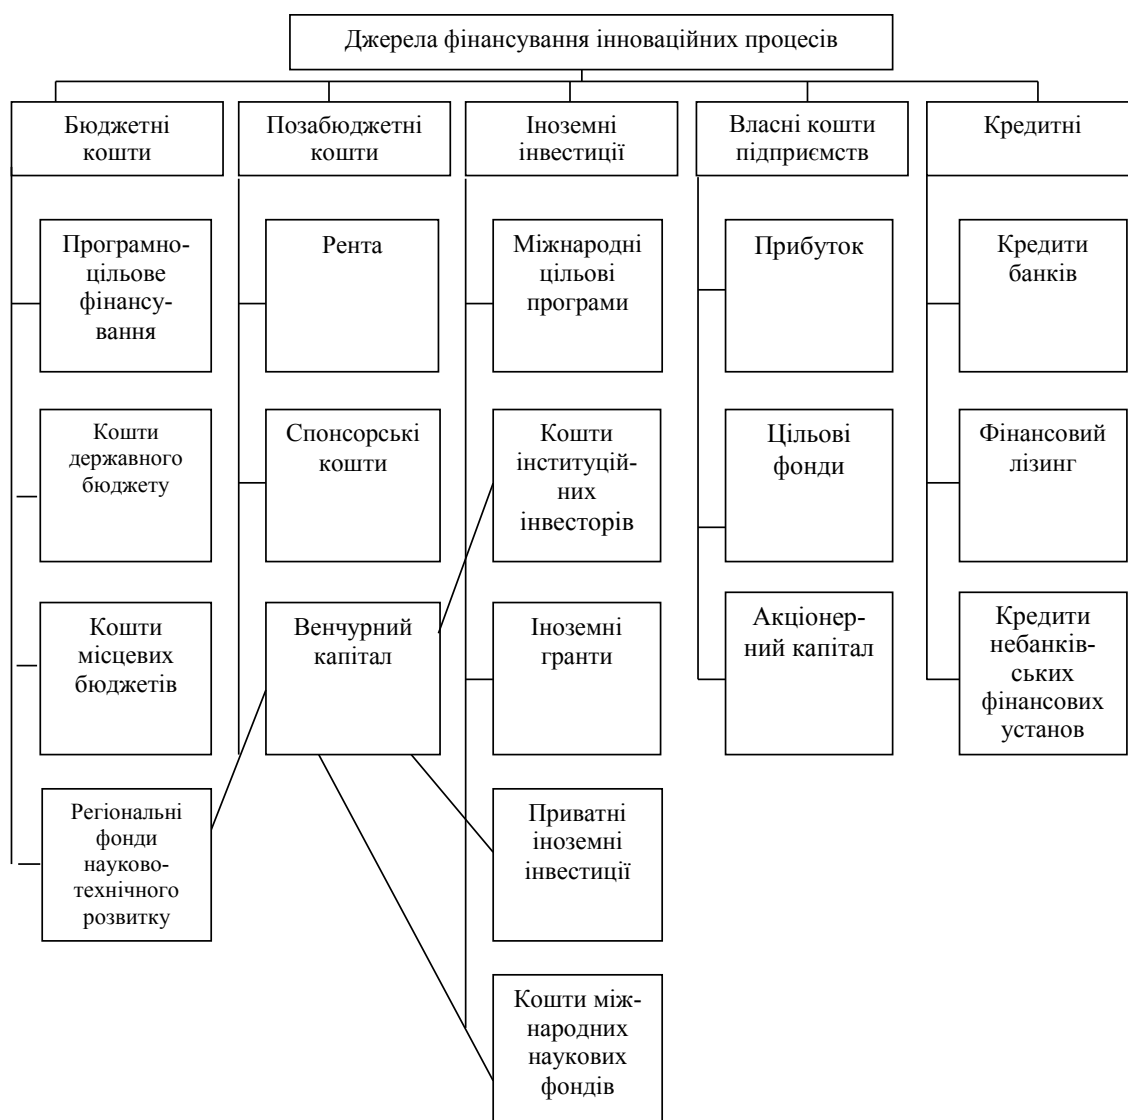 Джерела фінансування інноваційних процесів
Бюджетні
кошти
Позабюджетні
кошти
Іноземні
інвестиції
Власні кошти
підприємств
Кредитні
Програмно-
цільове
фінансу-
вання
Рента
Міжнародні
цільові
програми
Прибуток
Кредити
банків
Кошти
державного
бюджету
Спонсорські
кошти
Кошти
інституцій-
них
інвесторів
Цільові
фонди
Фінансовий
лізинг
Кошти
місцевих
бюджетів
Венчурний
капітал
Іноземні
гранти
Акціонер-
ний капітал
Кредити
небанків-
ських
фінансових
установ
Регіональні
фонди
науково-
технічного
розвитку
Приватні
іноземні
інвестиції
Кошти між-
народних
наукових
фондів